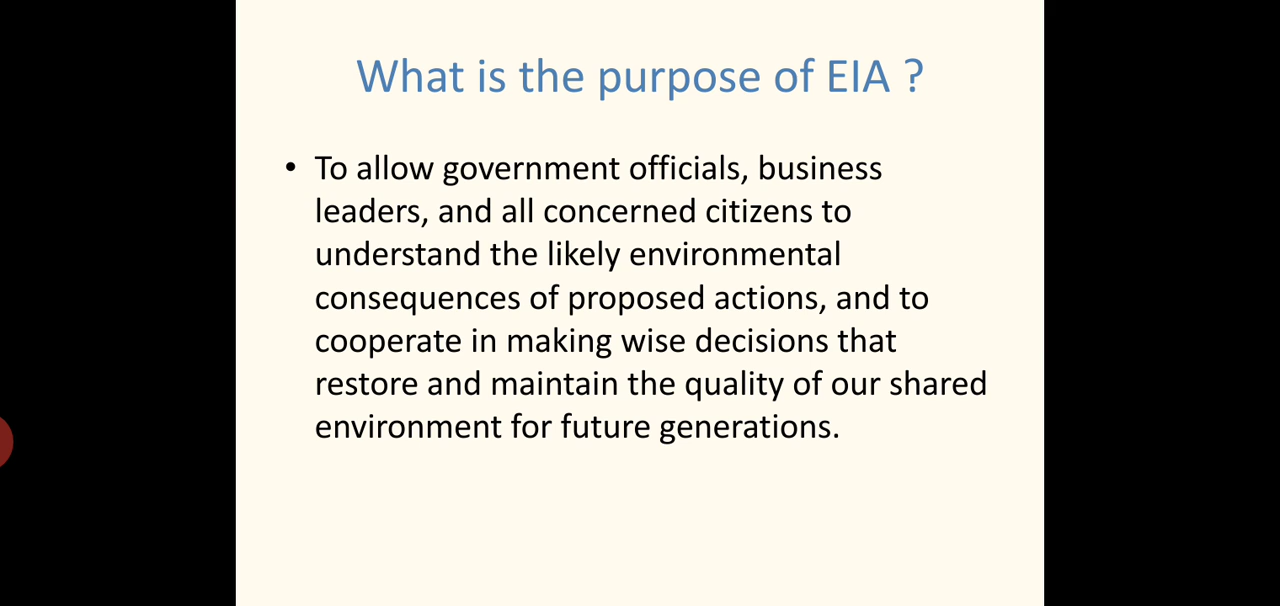 What is the purpose of EIA ?
• To allow government officials, business
leaders, and all concerned citizens to
understand the likely environmental
consequences of proposed actions, and to
cooperate in making wise decisions that
restore and maintain the quality of our shared
environment for future generations.